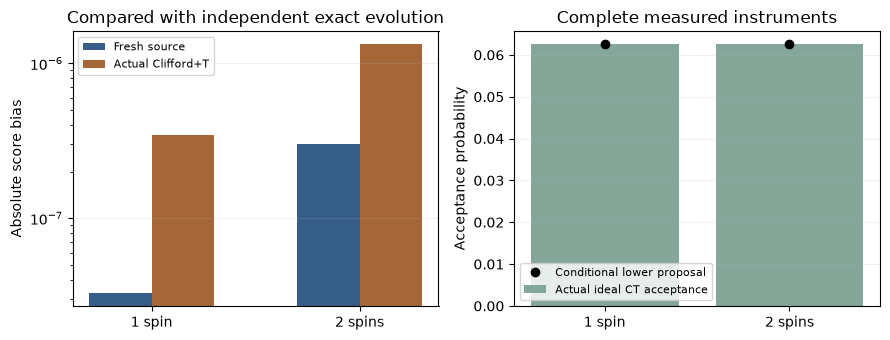 Compared with independent exact evolution
Absolute score bias
10⁻⁶
10⁻⁷
Fresh source
Actual Clifford+T
1 spin
2 spins
Complete measured instruments
Acceptance probability
0.06
0.05
0.04
0.03
0.02
0.01
0.00
Conditional lower proposal
Actual ideal CT acceptance
1 spin
2 spins